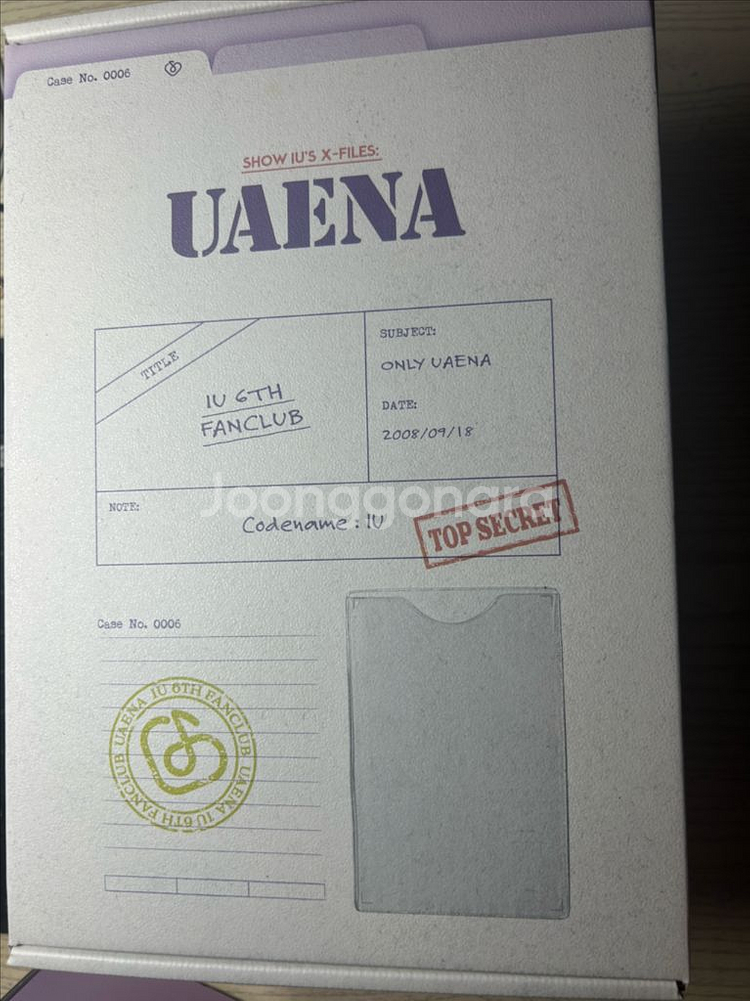 Case No. 0006
SHOW IU'S X-FILES:
UAENA
TITLE
IU 6TH
FANCLUB
SUBJECT:
ONLY UAENA
DATE:
2008/09/18
NOTE:
Codename : IU
TOP SECRET
Joonggonara
Case No. 0006
UAENA IU 6TH FANCLUB UAENA IU 6TH FANCLUB